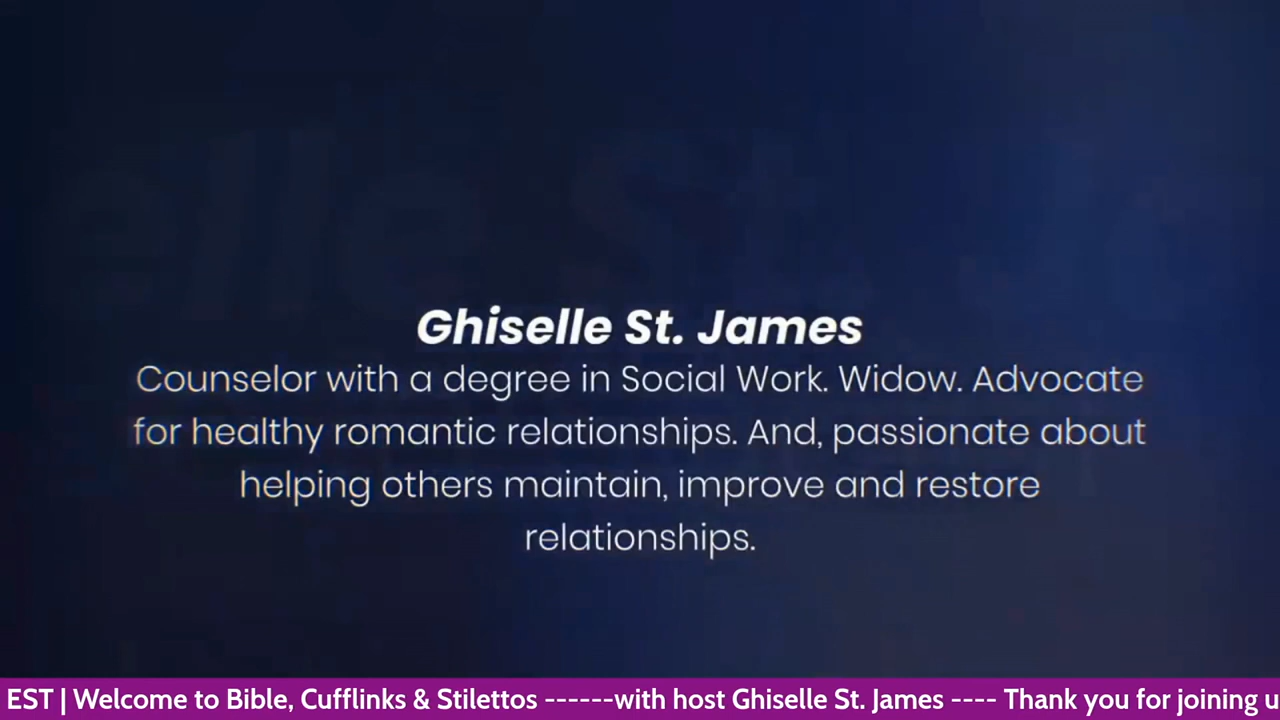 Ghiselle St. James
Counselor with a degree in Social Work. Widow. Advocate
for healthy romantic relationships. And, passionate about
helping others maintain, improve and restore
relationships.
EST | Welcome to Bible, Cufflinks & Stilettos ------with host Ghiselle St. James ---- Thank you for joining u